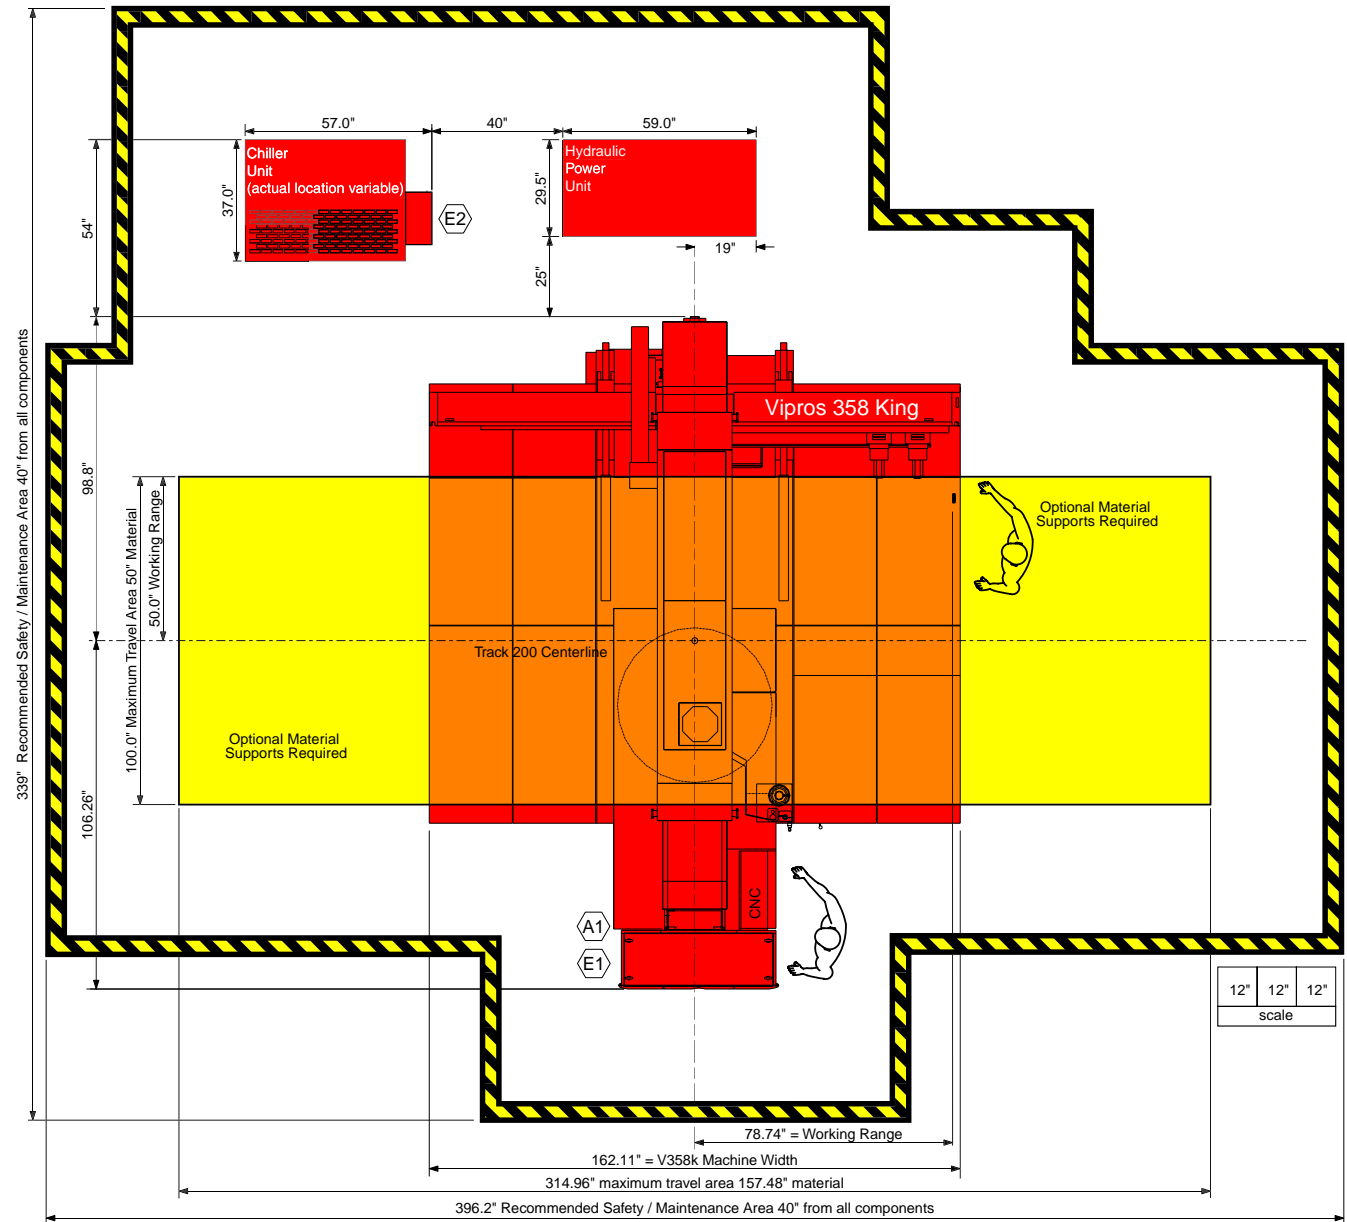 57.0"
40"
59.0"
Chiller
Unit
(actual location variable)
37.0"
54"
E2
Hydraulic
Power
Unit
29.5"
19"
25"
339" Recommended Safety / Maintenance Area 40" from all components
98.8"
Vipros 358 King
100.0" Maximum Travel Area 50" Material
50.0" Working Range
Optional Material
Supports Required
Track 200 Centerline
Optional Material
Supports Required
106.26"
CNC
A1
E1
12" 12" 12"
scale
78.74" = Working Range
162.11" = V358k Machine Width
314.96" maximum travel area 157.48" material
396.2" Recommended Safety / Maintenance Area 40" from all components